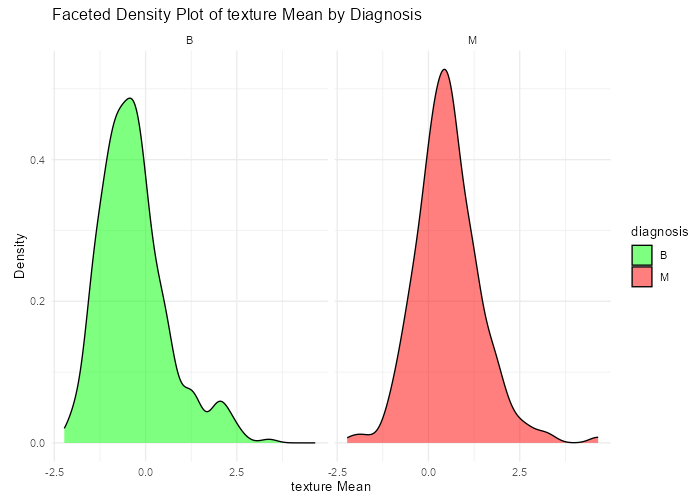 Faceted Density Plot of texture Mean by Diagnosis
B
M
Density
0.4
0.2
0.0
-2.5
0.0
2.5
-2.5
0.0
2.5
texture Mean
diagnosis
B
M